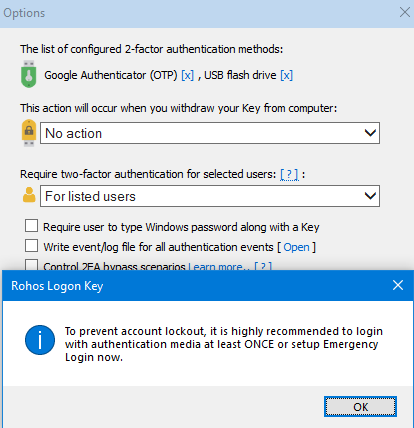 Options
The list of configured 2-factor authentication methods:
Google Authenticator (OTP) [x] , USB flash drive [x]
This action will occur when you withdraw your Key from computer:
No action
Require two-factor authentication for selected users: [ ? ] :
For listed users
Require user to type Windows password along with a Key
Write event/log file for all authentication events [ Open ]
Control 2FA bypass scenarios Learn more.. [ ? ]
Rohos Logon Key
To prevent account lockout, it is highly recommended to login
with authentication media at least ONCE or setup Emergency
Login now.
OK